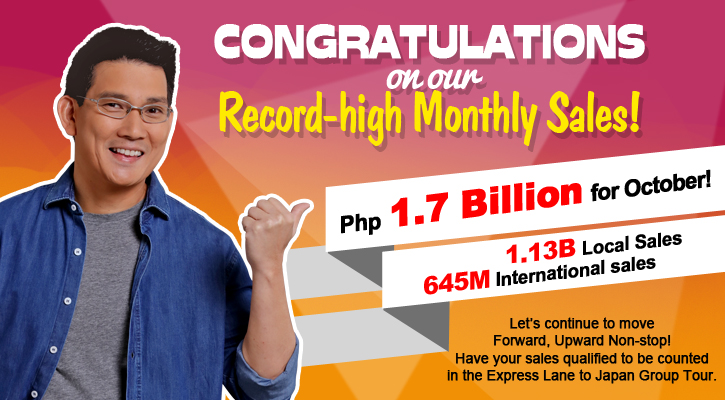 CONGRATULATIONS
on our
Record-high Monthly Sales!
Php 1.7 Billion for October!
1.13B Local Sales
645M International sales
Let's continue to move
Forward, Upward Non-stop!
Have your sales qualified to be counted
in the Express Lane to Japan Group Tour.